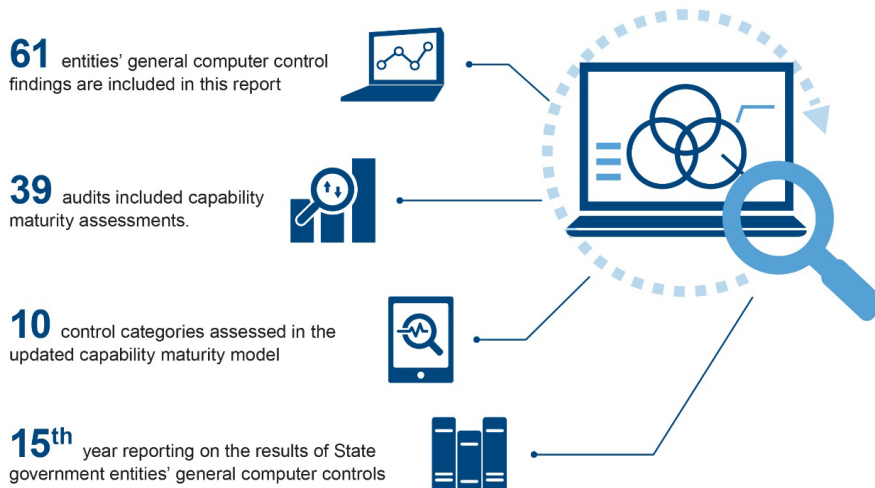 61 entities’ general computer control
findings are included in this report
39 audits included capability
maturity assessments.
10 control categories assessed in the
updated capability maturity model
15th year reporting on the results of State
government entities’ general computer controls